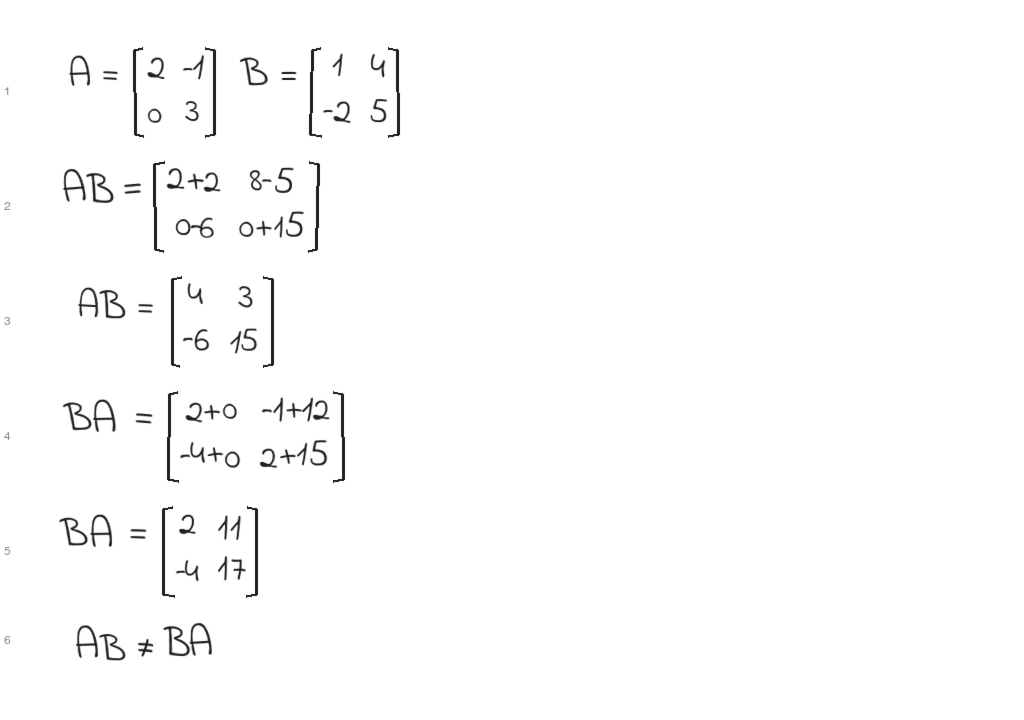 1 A = [2 -1; 0 3] B = [1 4; -2 5]
2 AB = [2+2 8-5; 0-6 0+15]
3 AB = [4 3; -6 15]
4 BA = [2+0 -1+12; -4+0 2+15]
5 BA = [2 11; -4 17]
6 AB ≠ BA